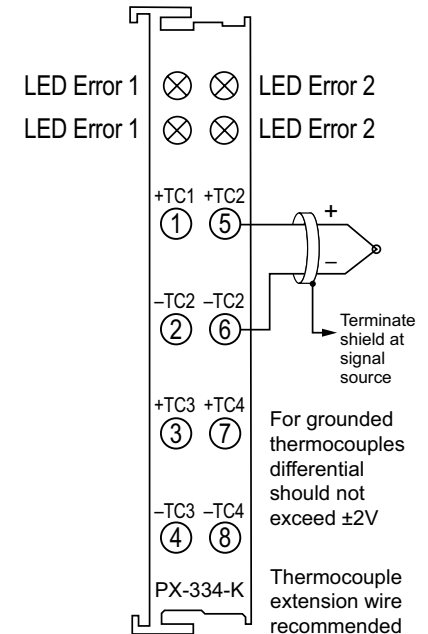 LED Error 1 LED Error 2
LED Error 1 LED Error 2
+TC1 +TC2
1 5
+
–
–TC2 –TC2
2 6
Terminate
shield at
signal
source
+TC3 +TC4
3 7
For grounded
thermocouples
differential
should not
exceed ±2V
–TC3 –TC4
4 8
PX-334-K
Thermocouple
extension wire
recommended